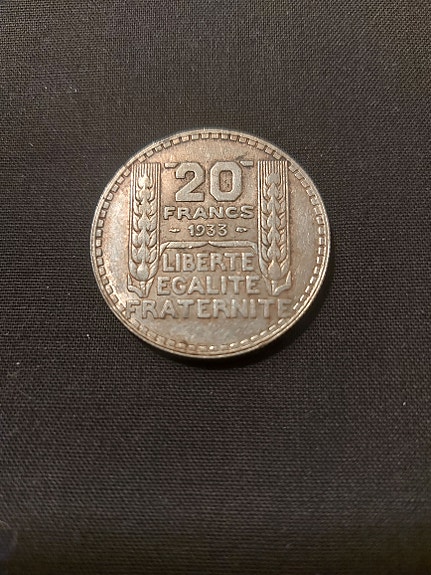 20
FRANCS
1933
LIBERTE
EGALITE
FRATERNITE